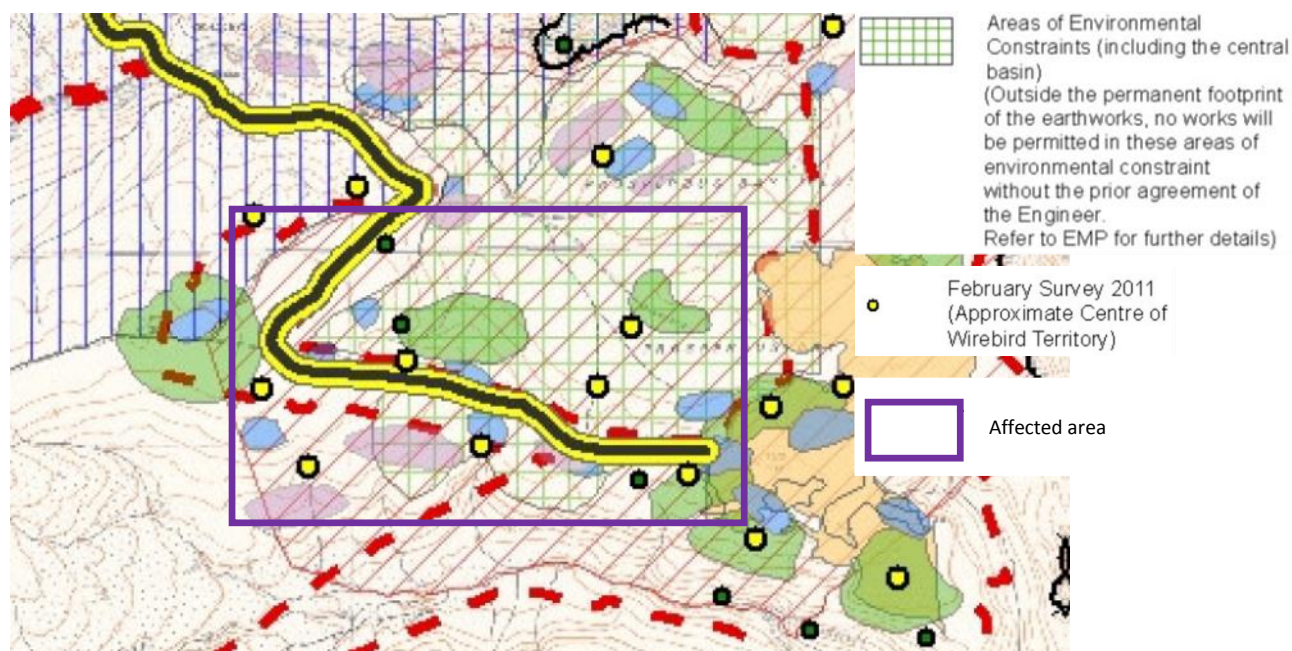 Areas of Environmental
Constraints (including the central
basin)
(Outside the permanent footprint
of the earthworks, no works will
be permitted in these areas of
environmental constraint
without the prior agreement of
the Engineer.
Refer to EMP for further details)
February Survey 2011
(Approximate Centre of
Wirebird Territory)
Affected area